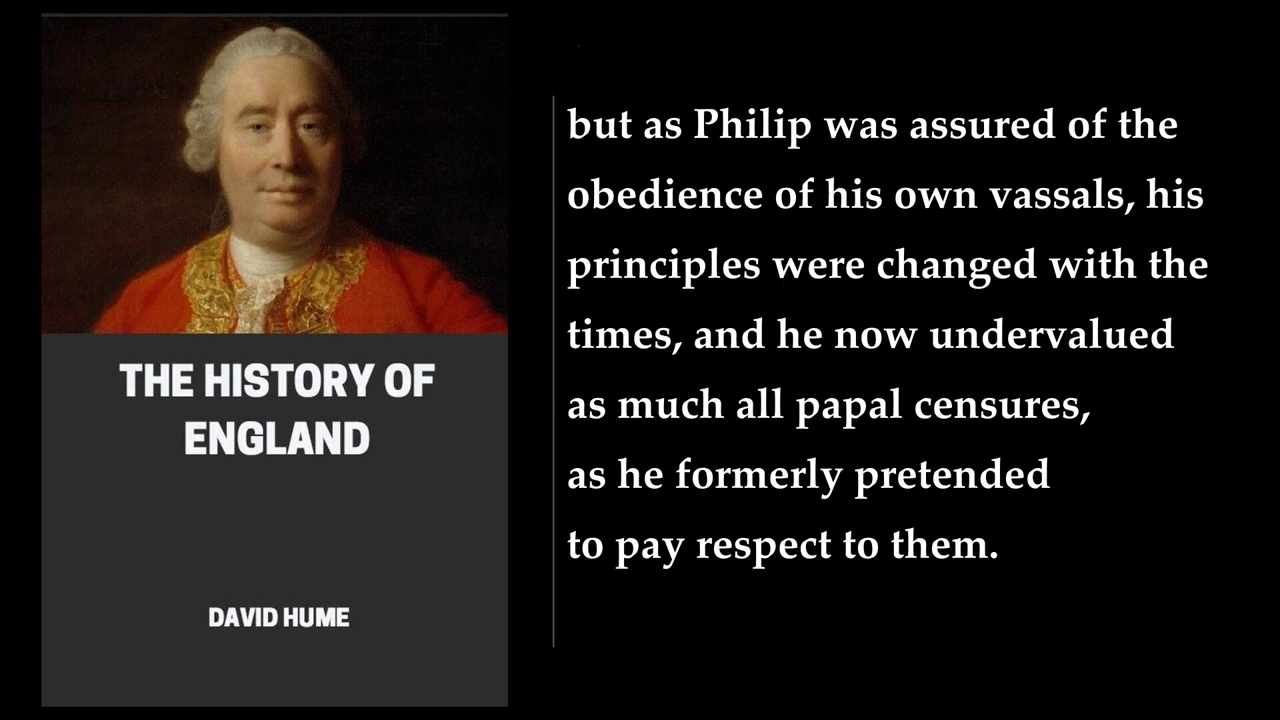 THE HISTORY OF
ENGLAND
DAVID HUME
but as Philip was assured of the
obedience of his own vassals, his
principles were changed with the
times, and he now undervalued
as much all papal censures,
as he formerly pretended
to pay respect to them.